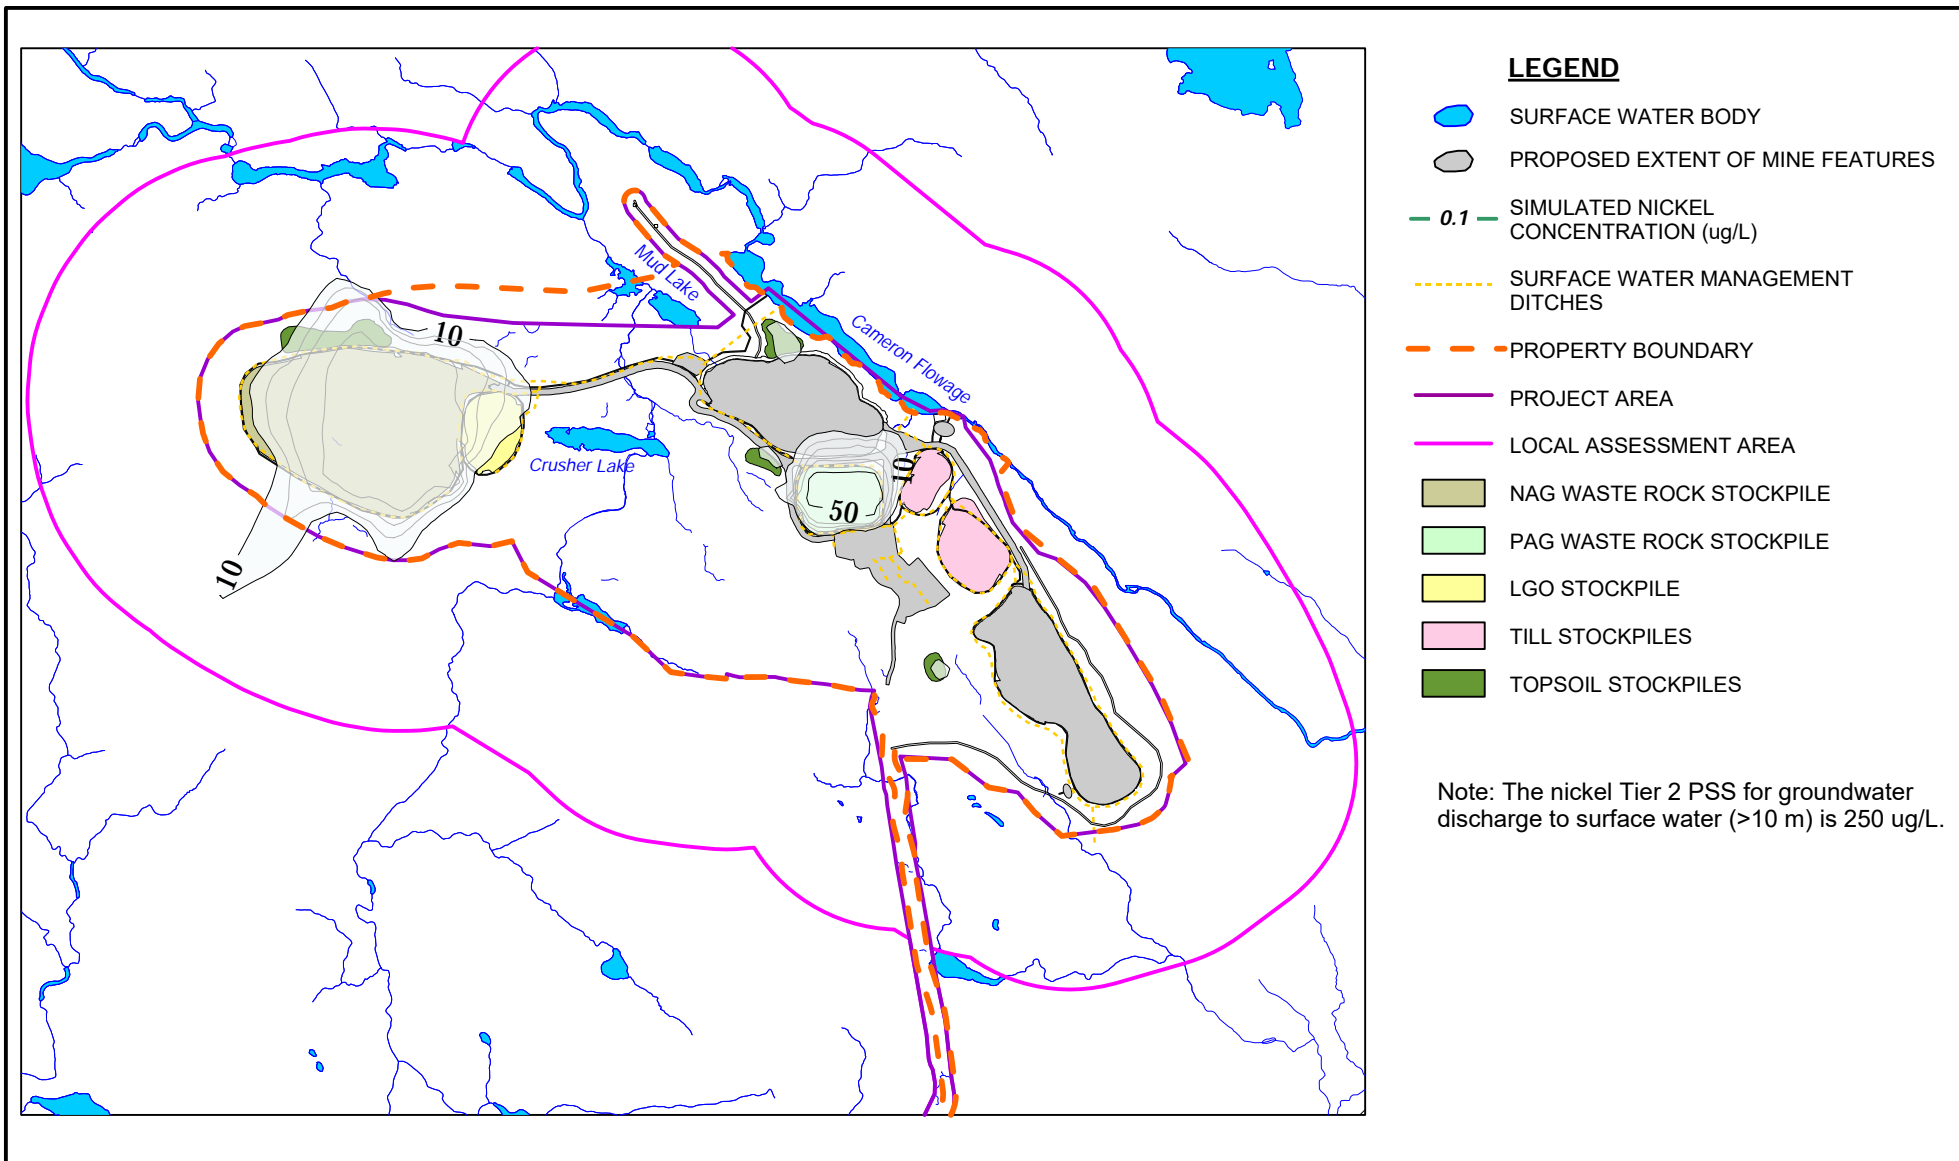 LEGEND
SURFACE WATER BODY
PROPOSED EXTENT OF MINE FEATURES
0.1
SIMULATED NICKEL
CONCENTRATION (ug/L)
SURFACE WATER MANAGEMENT
DITCHES
PROPERTY BOUNDARY
PROJECT AREA
LOCAL ASSESSMENT AREA
NAG WASTE ROCK STOCKPILE
PAG WASTE ROCK STOCKPILE
LGO STOCKPILE
TILL STOCKPILES
TOPSOIL STOCKPILES
Note: The nickel Tier 2 PSS for groundwater
discharge to surface water (>10 m) is 250 ug/L.
Mud Lake
Cameron Flowage
Crusher Lake
10
10
50
10